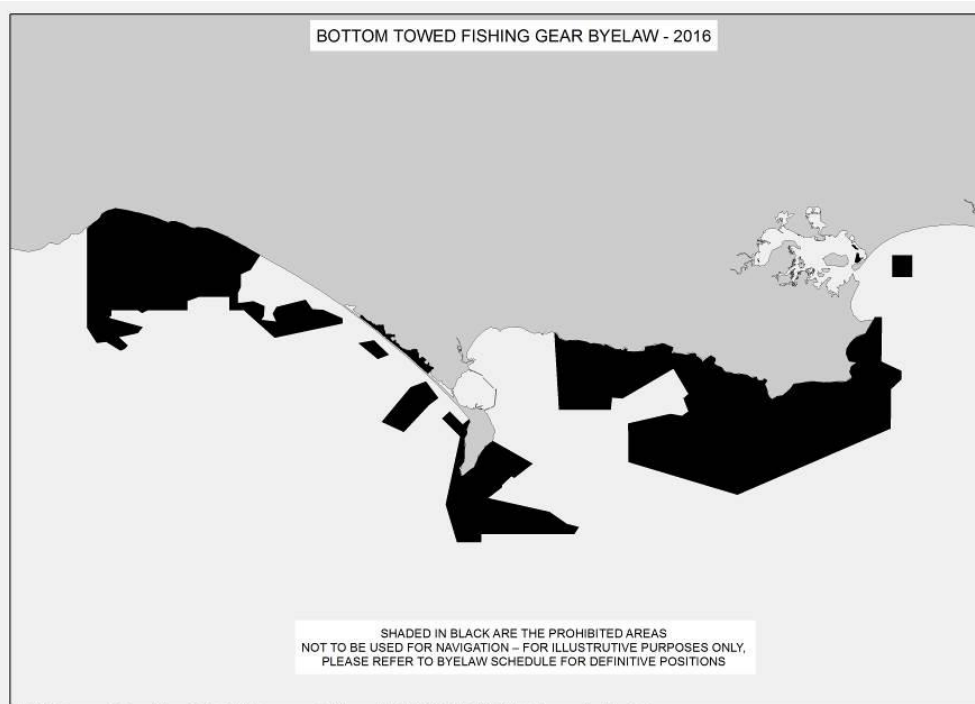 BOTTOM TOWED FISHING GEAR BYELAW - 2016
SHADED IN BLACK ARE THE PROHIBITED AREAS
NOT TO BE USED FOR NAVIGATION – FOR ILLUSTRUTIVE PURPOSES ONLY,
PLEASE REFER TO BYELAW SCHEDULE FOR DEFINITIVE POSITIONS